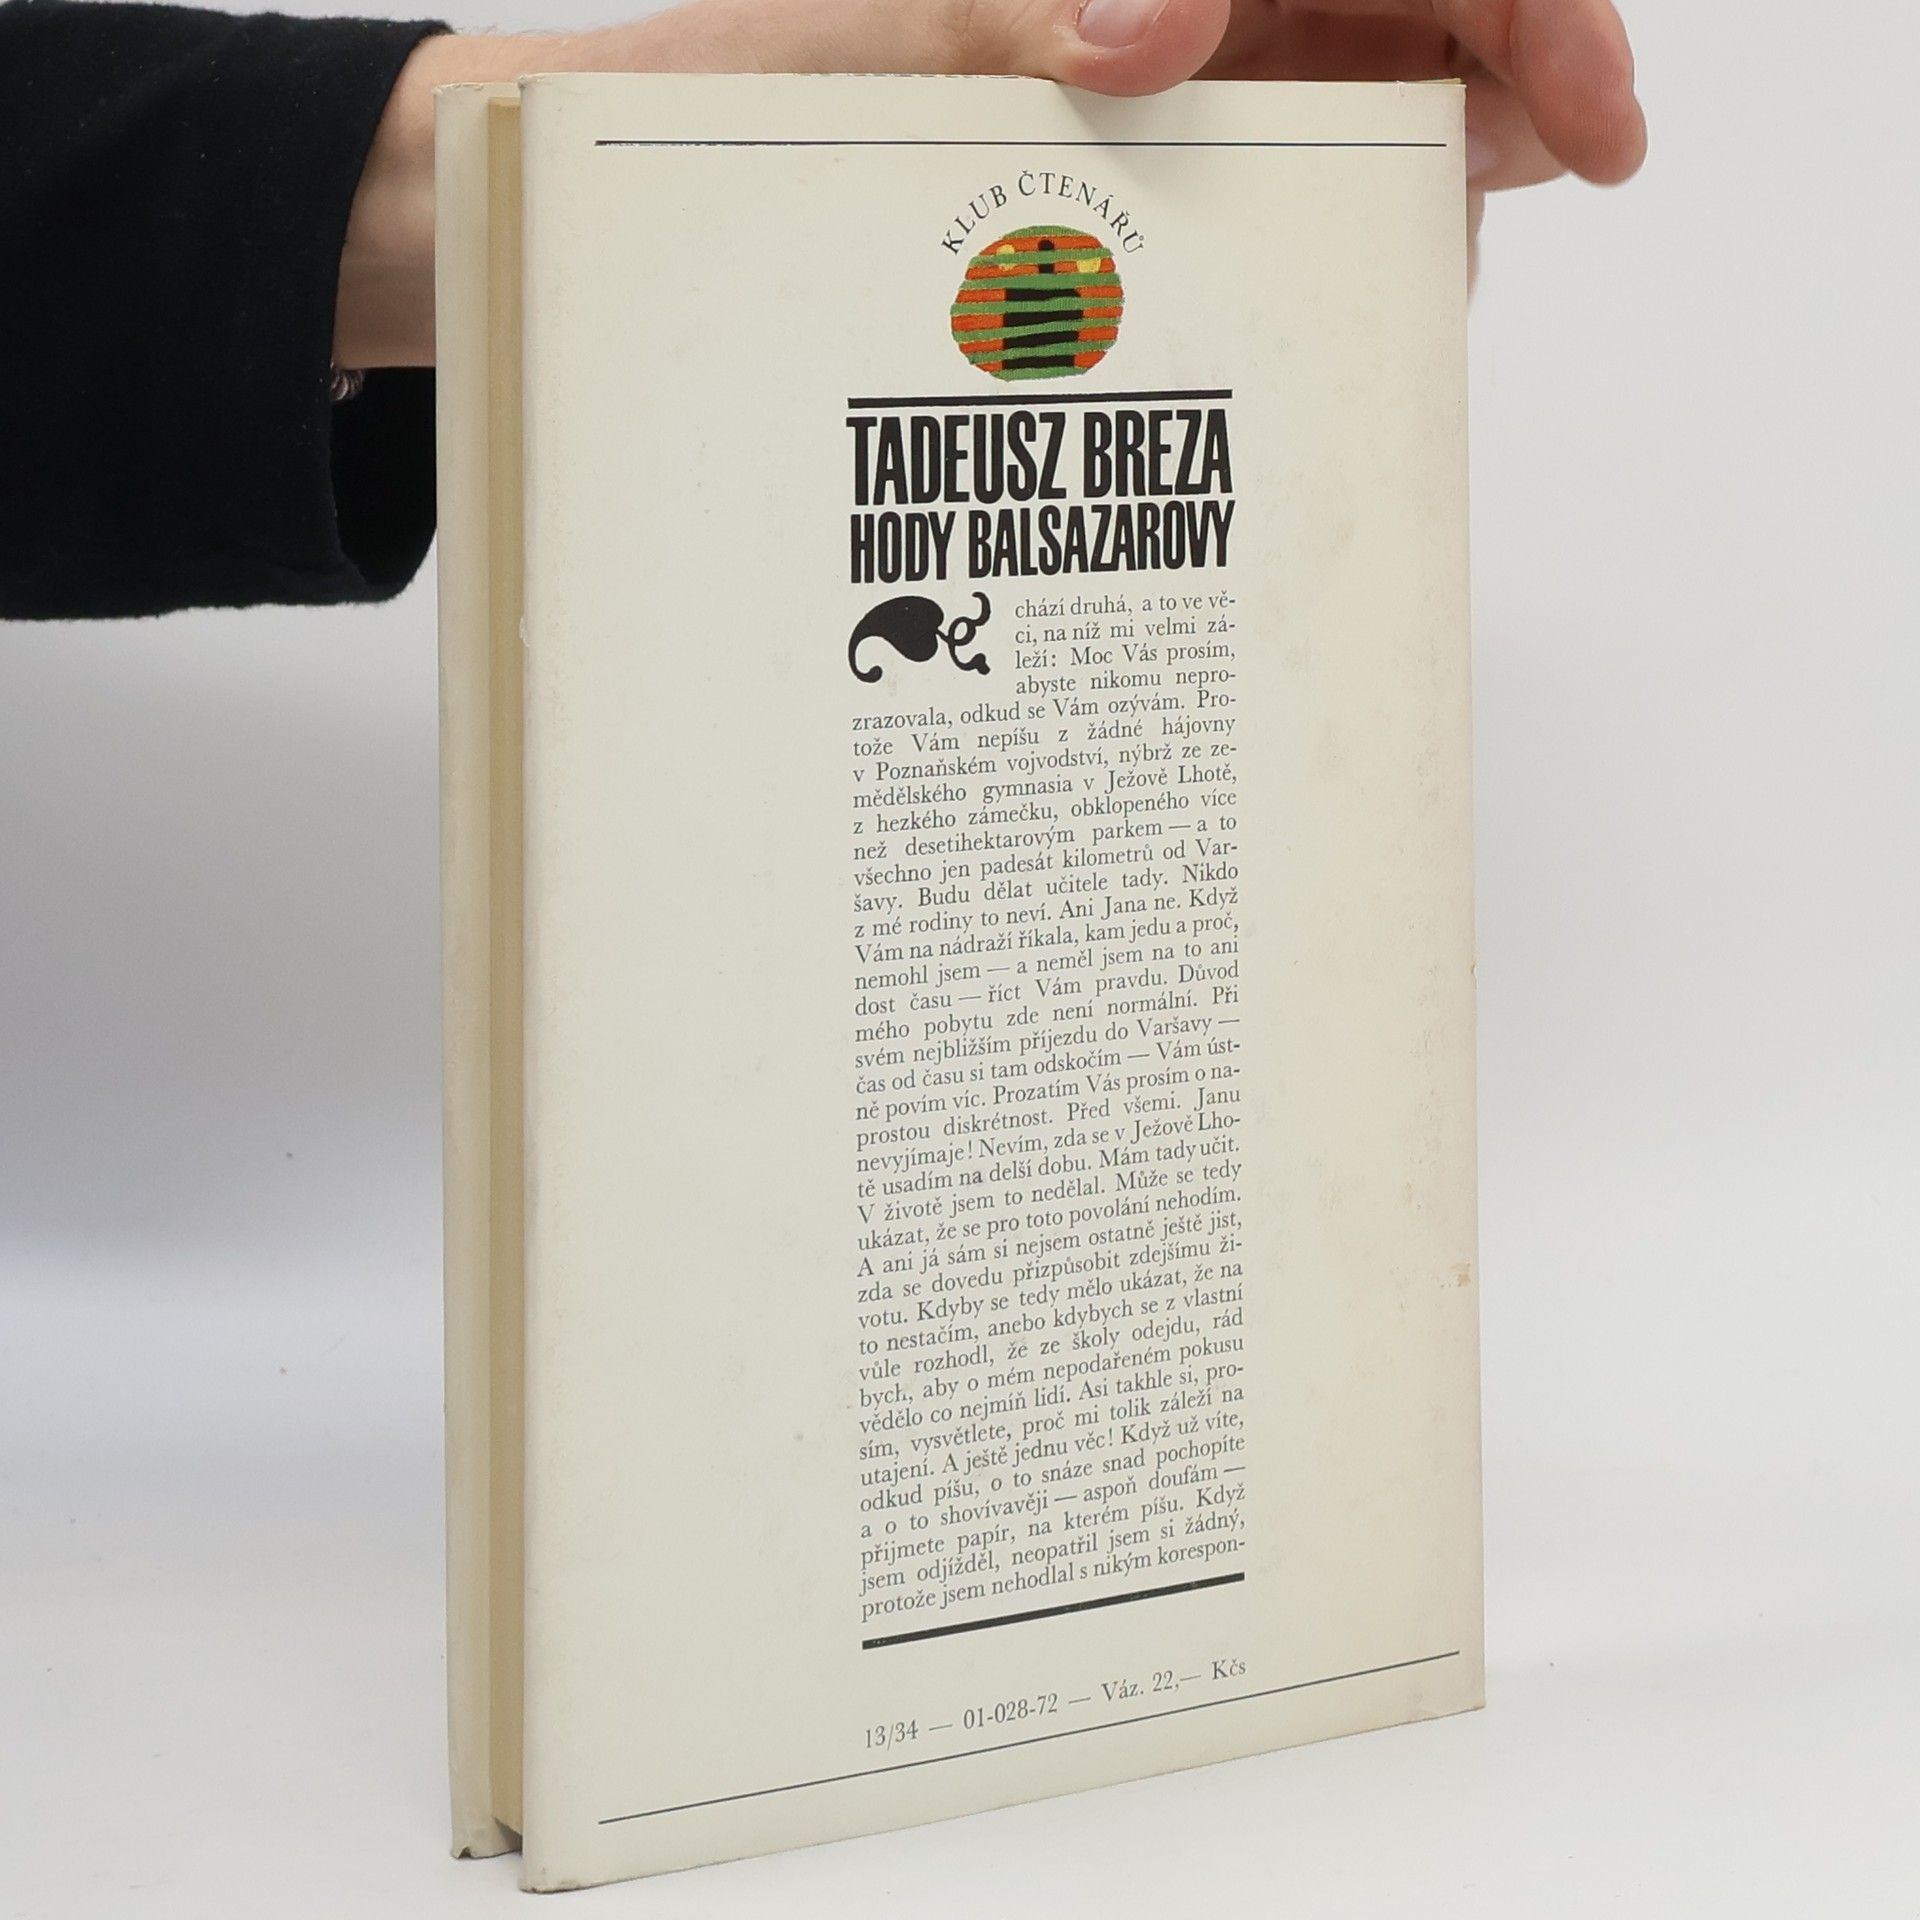 KLUB ČTENÁŘŮ
TADEUSZ BREZA
HODY BALSAZAROVY
chází druhá, a to ve vě-
ci, na níž mi velmi zá-
leží: Moc Vás prosím,
abyste nikomu nepro-
zrazovala, odkud se Vám ozývám. Pro-
tože Vám nepíšu z žádné hájovny
v Poznaňském vojvodství, nýbrž ze ze-
mědělského gymnasia v Ježově Lhotě,
z hezkého zámečku, obklopeného více
než desetihektarovým parkem — a to
všechno jen padesát kilometrů od Var-
šavy. Budu dělat učitele tady. Nikdo
z mé rodiny to neví. Ani Jana ne. Když
Vám na nádraží říkala, kam jedu a proč,
nemohl jsem — a neměl jsem na to ani
dost času — říct Vám pravdu. Důvod
mého pobytu zde není normální. Při
svém nejbližším příjezdu do Varšavy —
čas od času si tam odskočím — Vám úst-
ně povím víc. Prozatím Vás prosím o na-
prostou diskrétnost. Před všemi. Janu
nevyjímaje! Nevím, zda se v Ježově Lho-
tě usadím na delší dobu. Mám tady učit.
V životě jsem to nedělal. Může se tedy
ukázat, že se pro toto povolání nehodím.
A ani já sám si nejsem ostatně ještě jist,
zda se dovedu přizpůsobit zdejšímu ži-
votu. Kdyby se tedy mělo ukázat, že na
to nestačím, anebo kdybych se z vlastní
vůle rozhodl, že ze školy odejdu, rád
bych, aby o mém nepodařeném pokusu
vědělo co nejmíň lidí. Asi takhle si, pro-
sím, vysvětlete, proč mi tolik záleží na
utajení. A ještě jednu věc! Když už víte,
odkud píšu, o to snáze snad pochopíte
a o to shovívavěji — aspoň doufám —
přijmete papír, na kterém píšu. Když
jsem odjížděl, neopatřil jsem si žádný,
protože jsem nehodlal s nikým korespon-
13/34 — 01-028-72 — Váz. 22,— Kčs